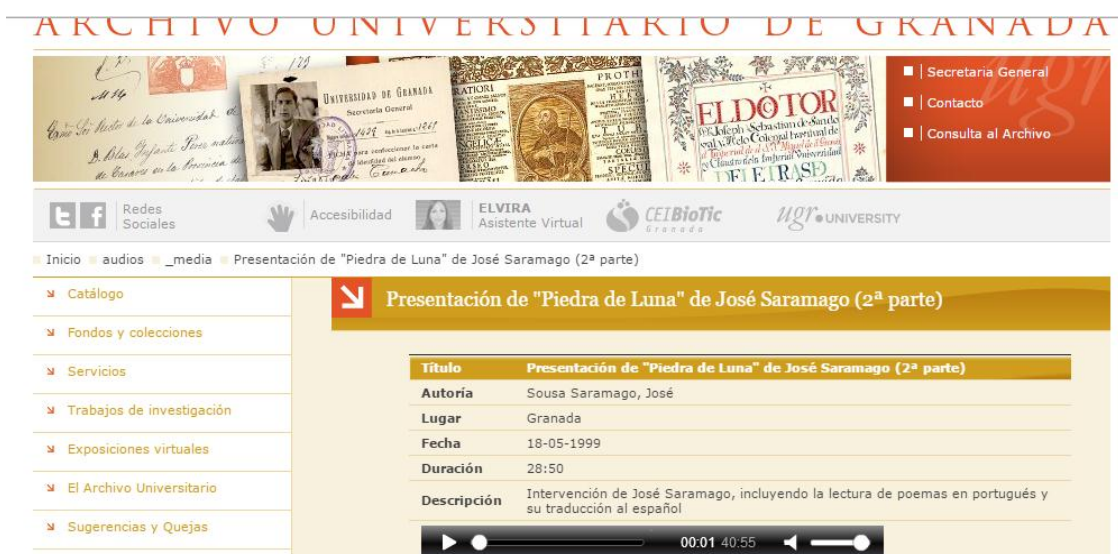 ARCHIVO UNIVERSITARIO DE GRANADA
UNIVERSIDAD DE GRANADA
Secretaría General
PROTHI
EL DOTOR
Secretaria General
Contacto
Consulta al Archivo
Redes
Sociales
Accesibilidad
ELVIRA
Asistente Virtual
CEIBioTic
Granada
ugr UNIVERSITY
Inicio audios _media Presentación de "Piedra de Luna" de José Saramago (2ª parte)
Catálogo
Fondos y colecciones
Servicios
Trabajos de investigación
Exposiciones virtuales
El Archivo Universitario
Sugerencias y Quejas
Presentación de "Piedra de Luna" de José Saramago (2ª parte)
Título Presentación de "Piedra de Luna" de José Saramago (2ª parte)
Autoría Sousa Saramago, José
Lugar Granada
Fecha 18-05-1999
Duración 28:50
Descripción Intervención de José Saramago, incluyendo la lectura de poemas en portugués y
su traducción al español
00:01 40:55